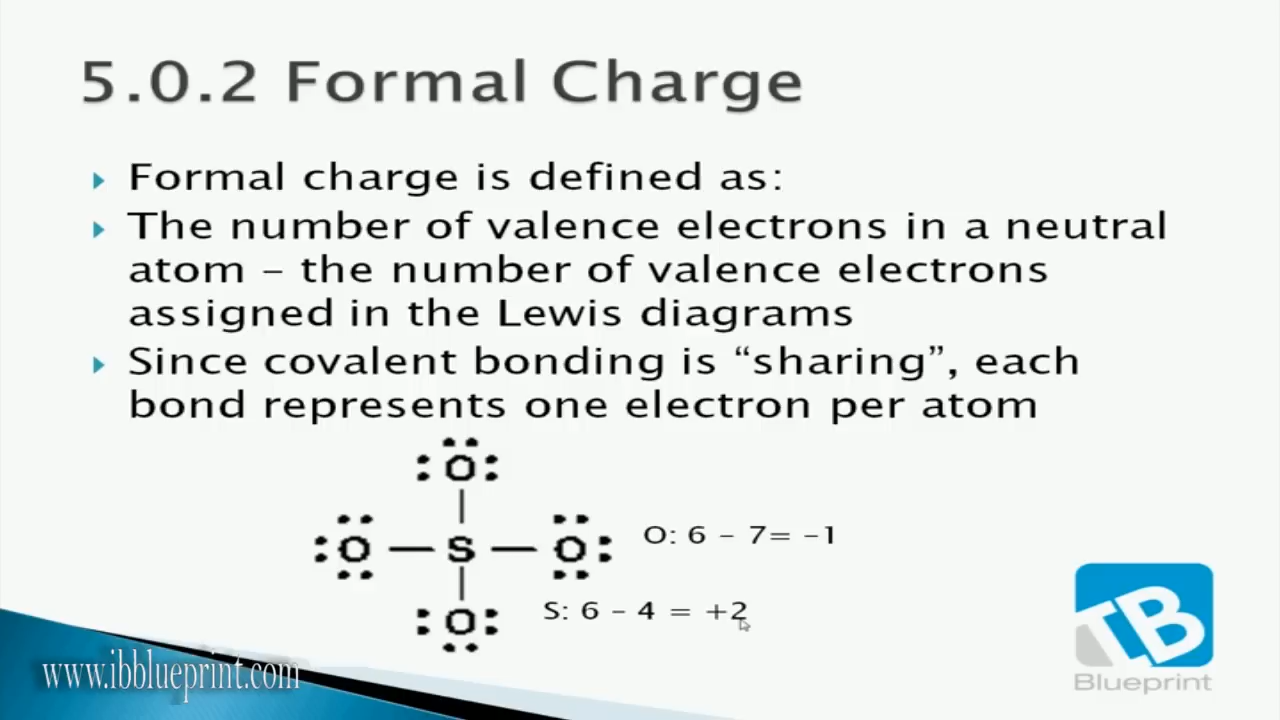 5.0.2 Formal Charge
Formal charge is defined as:
The number of valence electrons in a neutral
atom – the number of valence electrons
assigned in the Lewis diagrams
Since covalent bonding is “sharing”, each
bond represents one electron per atom
O
O S O
O: 6 – 7= –1
O
S: 6 – 4 = +2
www.ibblueprint.com
IB
Blueprint